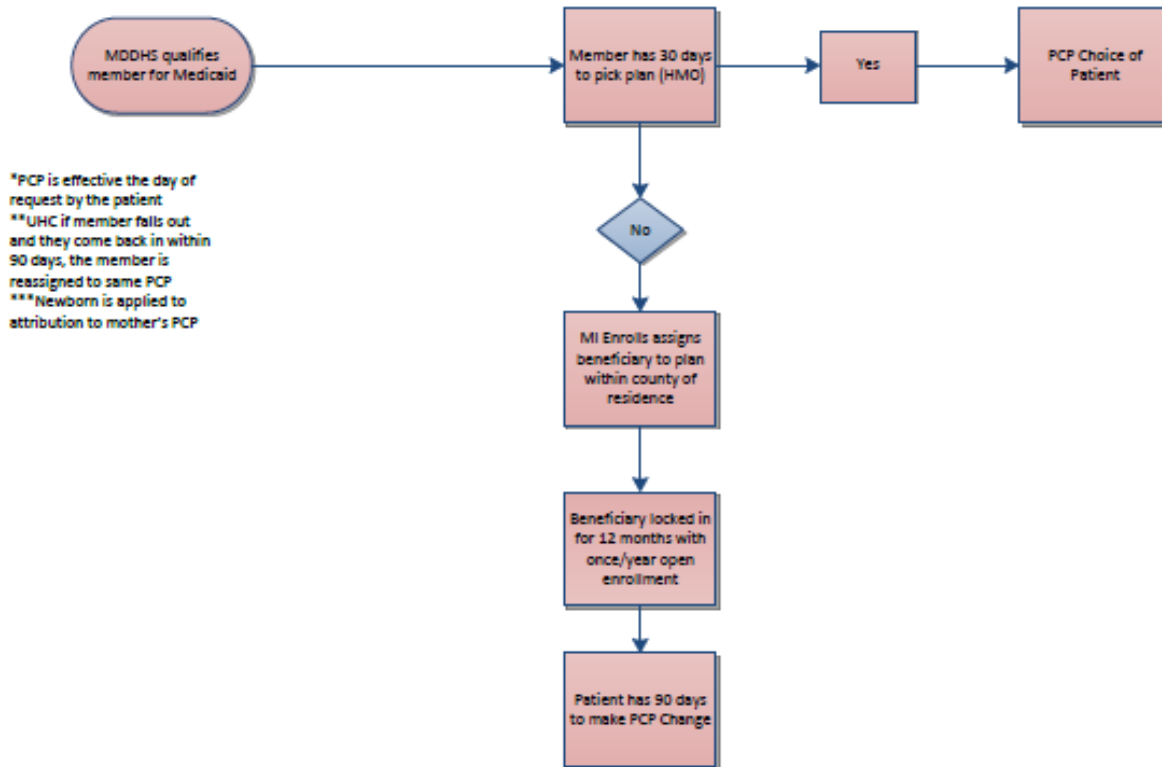 MDDHS qualifies
member for Medicaid
Member has 30 days
to pick plan (HMO)
Yes
PCP Choice of
Patient
*PCP is effective the day of
request by the patient
**UHC if member falls out
and they come back in within
90 days, the member is
reassigned to same PCP
***Newborn is applied to
attribution to mother's PCP
No
MI Enrolls assigns
beneficiary to plan
within county of
residence
Beneficiary locked in
for 12 months with
once/year open
enrollment
Patient has 90 days
to make PCP Change